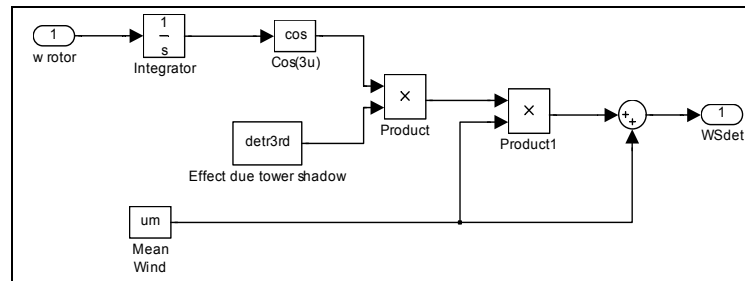 1
w rotor
1
s
Integrator
cos
Cos(3u)
detr3rd
Effect due tower shadow
×
Product
×
Product1
um
Mean
Wind
+
+
1
WSdet